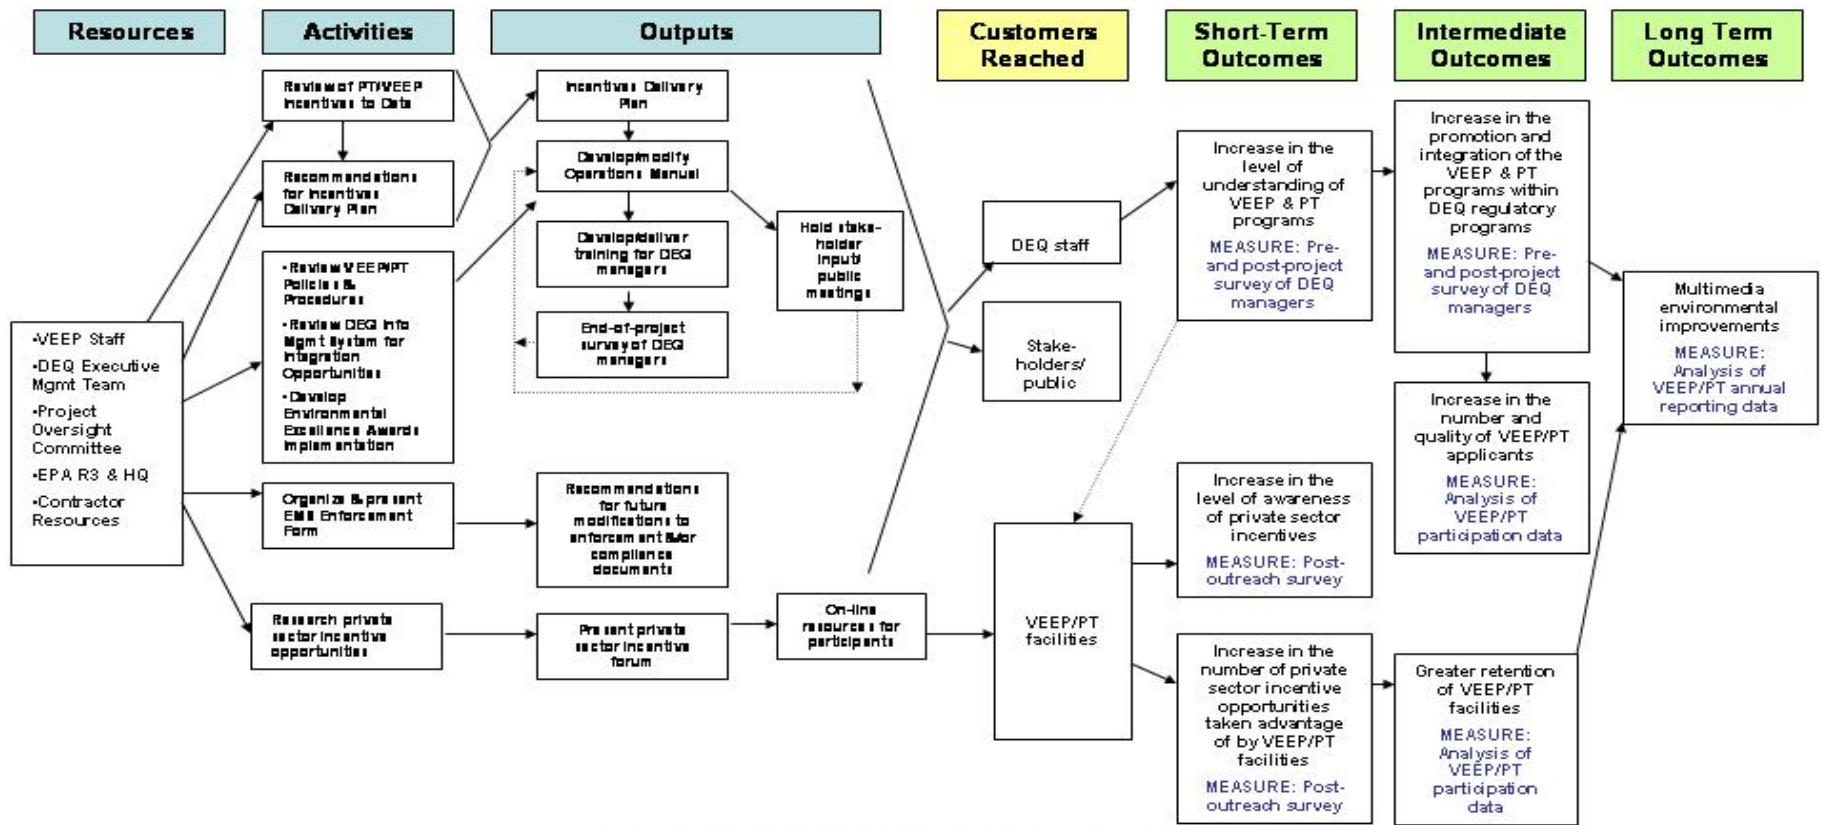 Resources
Activities
Outputs
Customers
Reached
Short-Term
Outcomes
Intermediate
Outcomes
Long Term
Outcomes
•VEEP Staff
•DEQ Executive
Mgmt Team
•Project
Oversight
Committee
•EPA R3 & HQ
•Contractor
Resources
Review of PT/VEEP
Incentives to Date
Recommendations
for Incentives
Delivery Plan
•Review VEEP/PT
Policies &
Procedures
•Review DEQ Info
Mgmt System for
Integration
Opportunities
•Develop
Environmental
Excellence Awards
Implementation
Organize & present
EMS Enforcement
Form
Research private
sector incentive
opportunities
Incentives Delivery
Plan
Develop/modify
Operations Manual
Develop/deliver
training for DEQ
managers
End-of-project
survey of DEQ
managers
Recommendations
for future
modifications to
enforcement &/or
compliance
documents
Present private
sector incentive
forum
Hold stake-
holder
input/
public
meetings
On-line
resources for
participants
DEQ staff
Stake-
holders/
public
VEEP/PT
facilities
Increase in the
level of
understanding of
VEEP & PT
programs
MEASURE: Pre-
and post-project
survey of DEQ
managers
Increase in the
level of awareness
of private sector
incentives
MEASURE: Post-
outreach survey
Increase in the
number of private
sector incentive
opportunities
taken advantage
of by VEEP/PT
facilities
MEASURE: Post-
outreach survey
Increase in the
promotion and
integration of the
VEEP & PT
programs within
DEQ regulatory
programs
MEASURE: Pre-
and post-project
survey of DEQ
managers
Increase in the
number and
quality of VEEP/PT
applicants
MEASURE:
Analysis of
VEEP/PT
participation data
Greater retention
of VEEP/PT
facilities
MEASURE:
Analysis of
VEEP/PT
participation
data
Multimedia
environmental
improvements
MEASURE:
Analysis of
VEEP/PT annual
reporting data